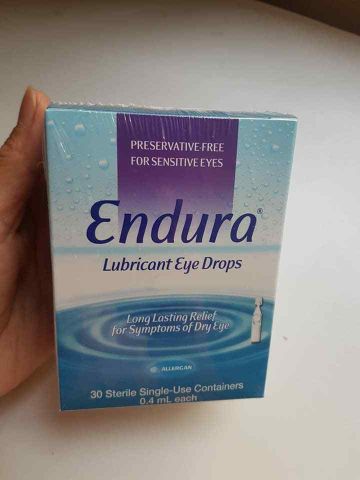 PRESERVATIVE-FREE
FOR SENSITIVE EYES
Endura®
Lubricant Eye Drops
Long Lasting Relief
for Symptoms of Dry Eye
ALLERGAN
30 Sterile Single-Use Containers
0.4 mL each